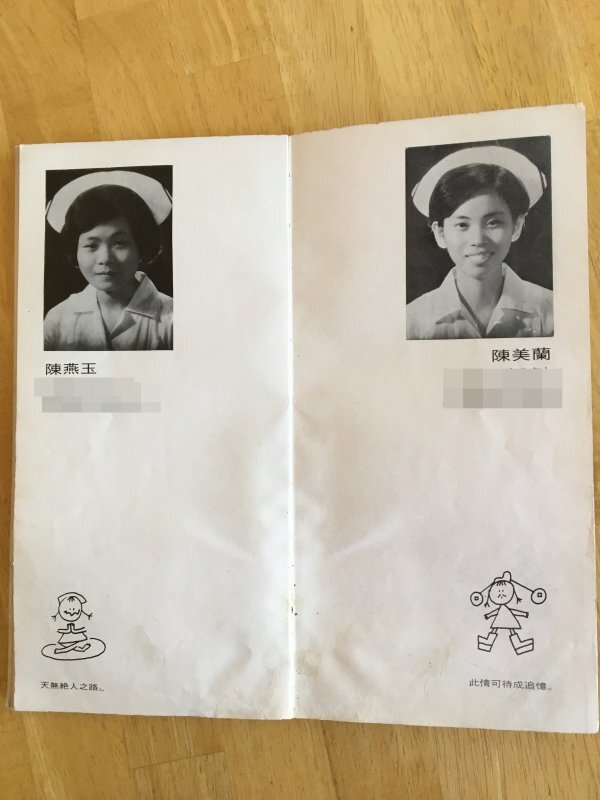 陳燕玉
天無絕人之路。
陳美蘭
此情可待成追憶。